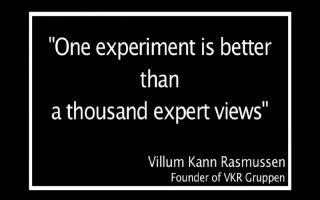 "One experiment is better
than
a thousand expert views"
Villum Kann Rasmussen
Founder of VKR Gruppen